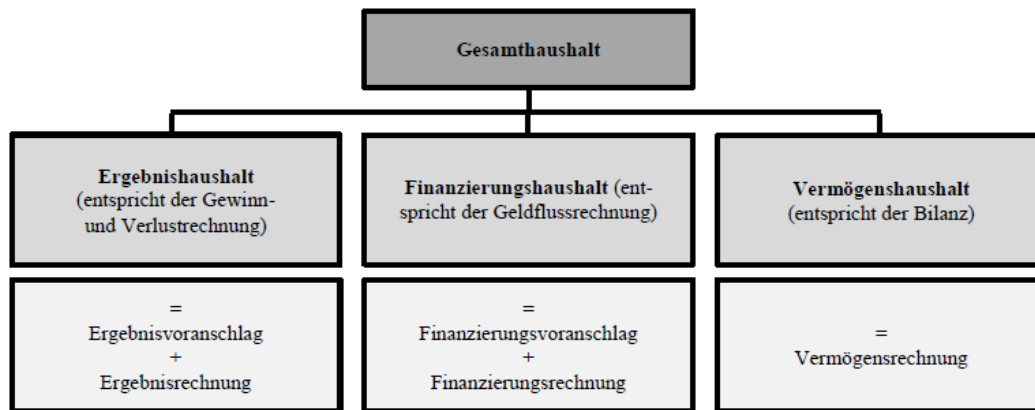 Gesamthaushalt
Ergebnishaushalt
(entspricht der Gewinn-
und Verlustrechnung)
Finanzierungshaushalt (ent-
spricht der Geldflussrechnung)
Vermögenshaushalt
(entspricht der Bilanz)
=
Ergebnisvoranschlag
+
Ergebnisrechnung
=
Finanzierungsvoranschlag
+
Finanzierungsrechnung
=
Vermögensrechnung